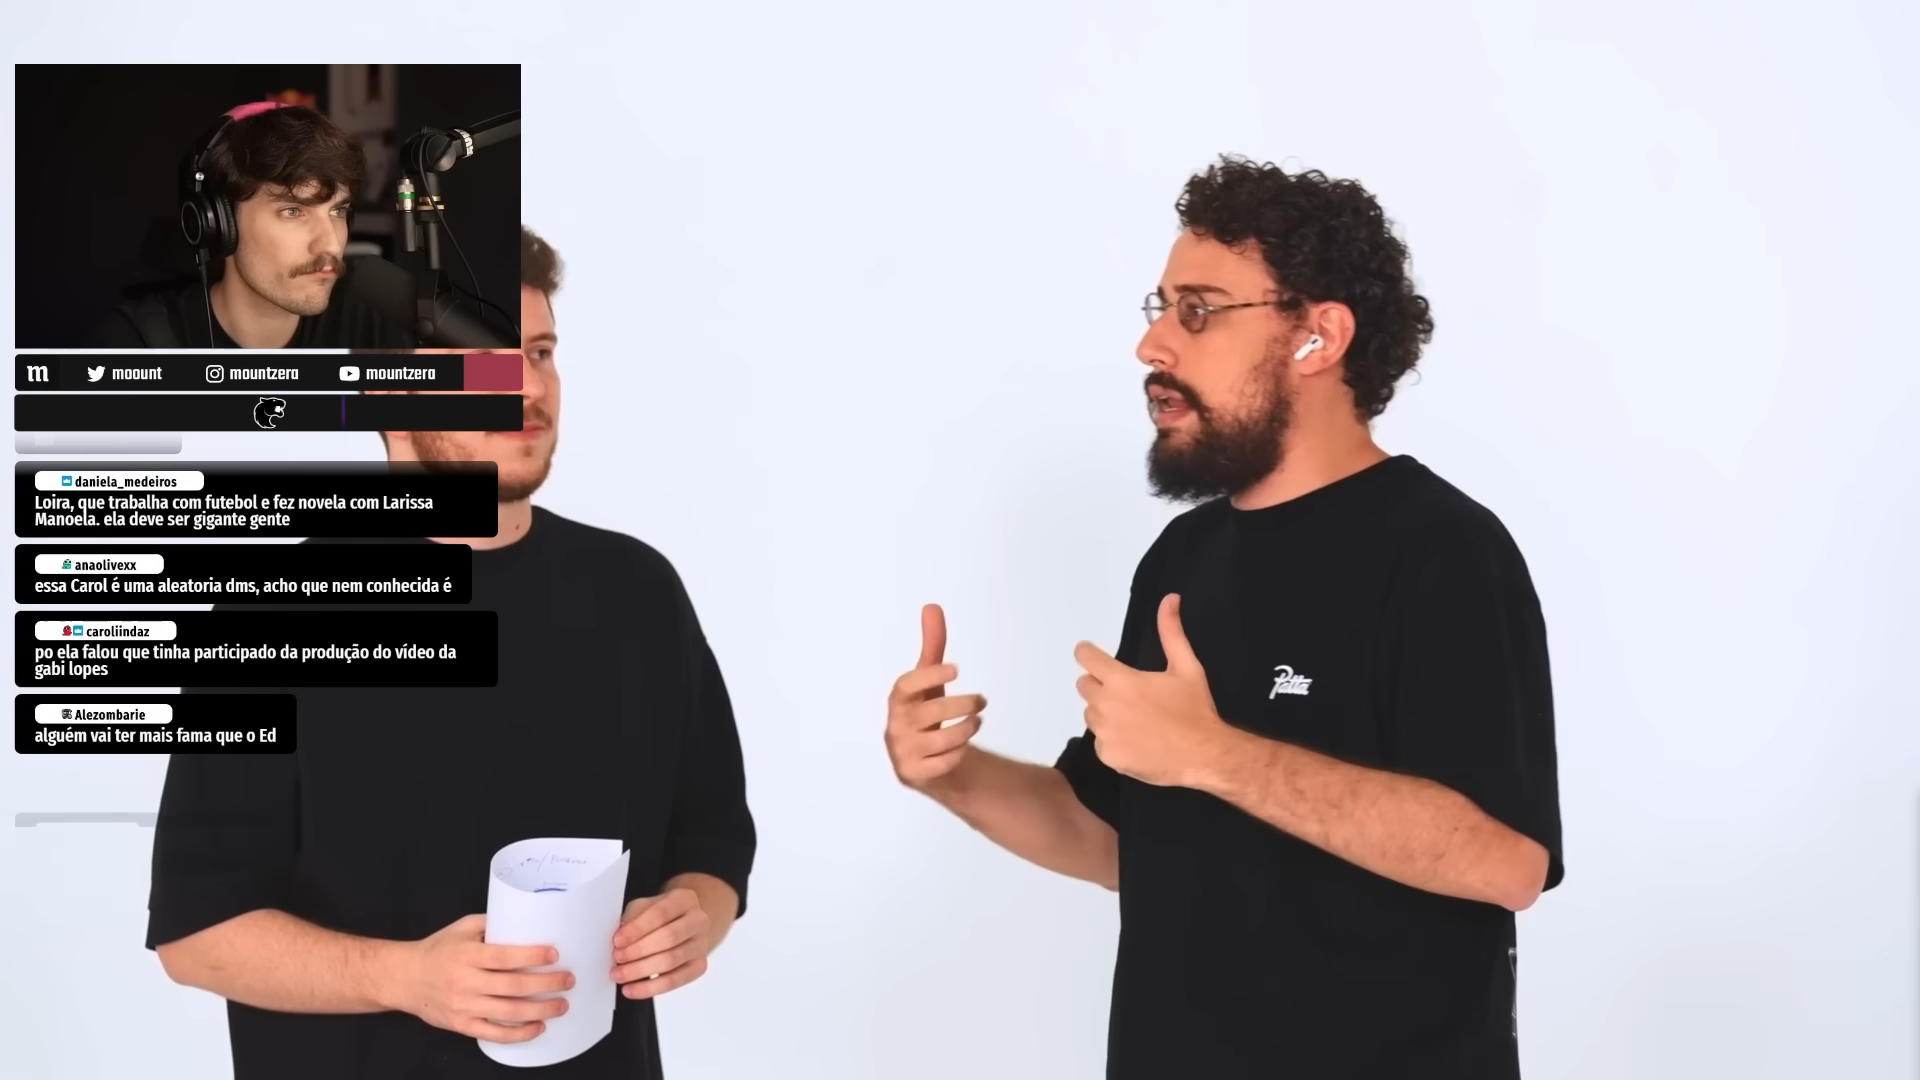 m moount mountzera mountzera
daniela_medeiros
Loira, que trabalha com futebol e fez novela com Larissa
Manoela. ela deve ser gigante gente
anaolivexx
essa Carol é uma aleatoria dms, acho que nem conhecida é
caroliindaz
po ela falou que tinha participado da produção do vídeo da
gabi lopes
Alezombarie
alguém vai ter mais fama que o Ed
Patta